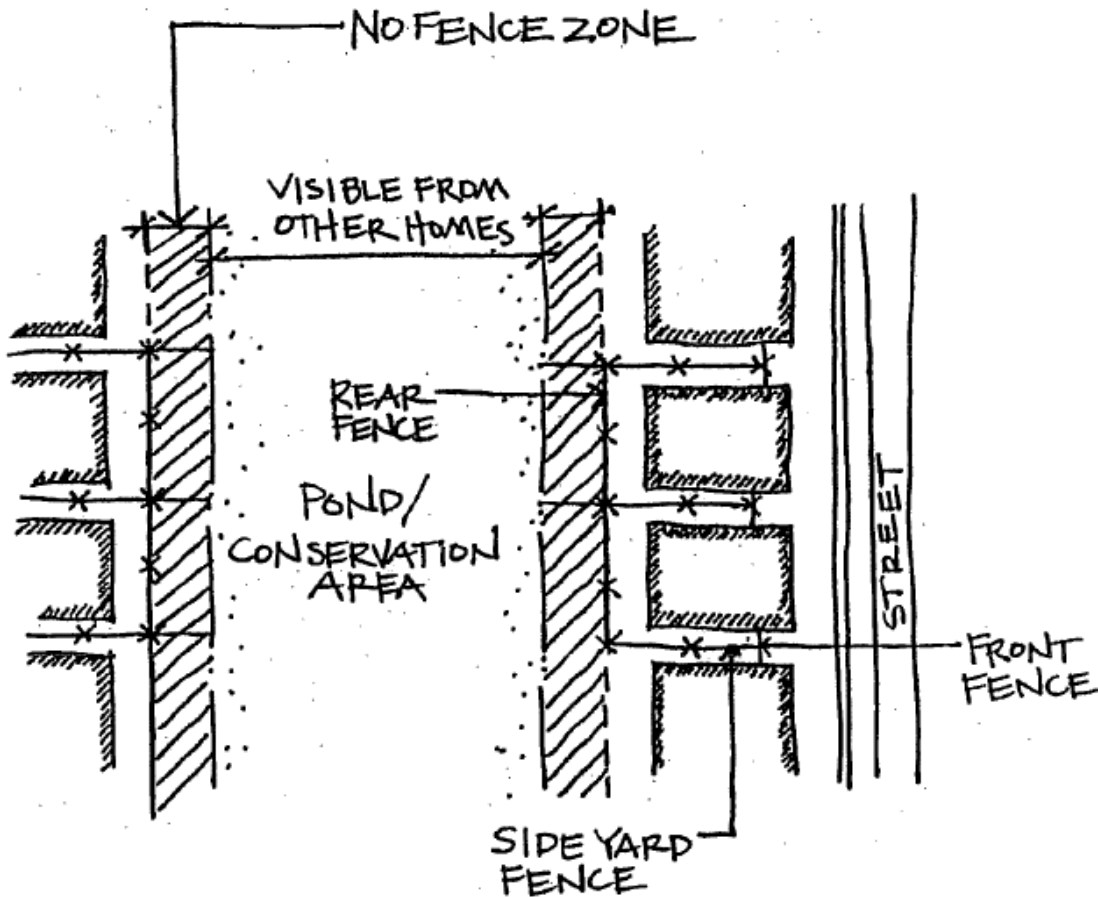 NO FENCE ZONE
VISIBLE FROM
OTHER HOMES
REAR
FENCE
POND/
CONSERVATION
AREA
STREET
FRONT
FENCE
SIDE YARD
FENCE